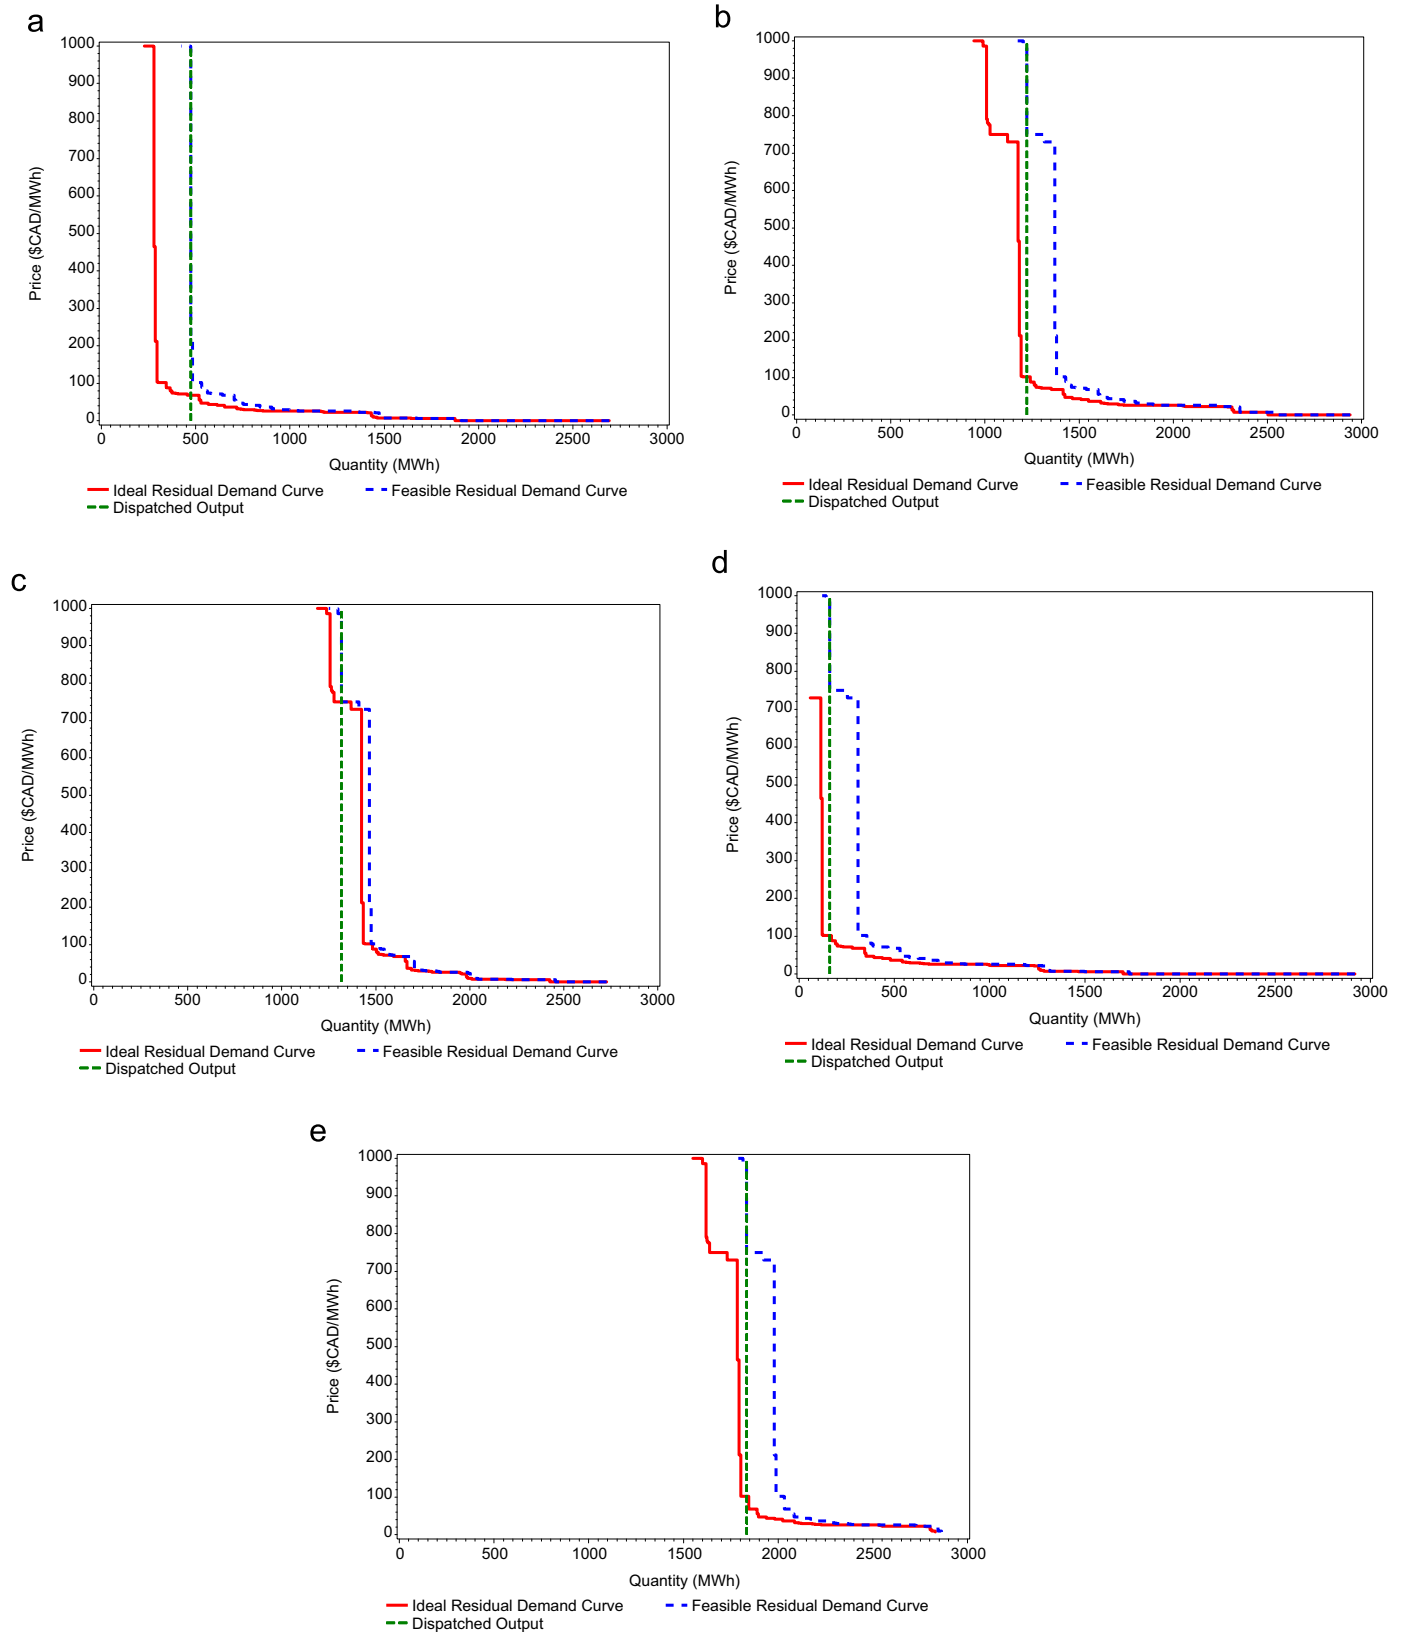 a
1000
900
800
700
600
500
400
300
200
100
0
Price ($CAD/MWh)
0 500 1000 1500 2000 2500 3000
Quantity (MWh)
Ideal Residual Demand Curve Feasible Residual Demand Curve
Dispatched Output
b
1000
900
800
700
600
500
400
300
200
100
0
Price ($CAD/MWh)
0 500 1000 1500 2000 2500 3000
Quantity (MWh)
Ideal Residual Demand Curve Feasible Residual Demand Curve
Dispatched Output
c
1000
900
800
700
600
500
400
300
200
100
0
Price ($CAD/MWh)
0 500 1000 1500 2000 2500 3000
Quantity (MWh)
Ideal Residual Demand Curve Feasible Residual Demand Curve
Dispatched Output
d
1000
900
800
700
600
500
400
300
200
100
0
Price ($CAD/MWh)
0 500 1000 1500 2000 2500 3000
Quantity (MWh)
Ideal Residual Demand Curve Feasible Residual Demand Curve
Dispatched Output
e
1000
900
800
700
600
500
400
300
200
100
0
Price ($CAD/MWh)
0 500 1000 1500 2000 2500 3000
Quantity (MWh)
Ideal Residual Demand Curve Feasible Residual Demand Curve
Dispatched Output